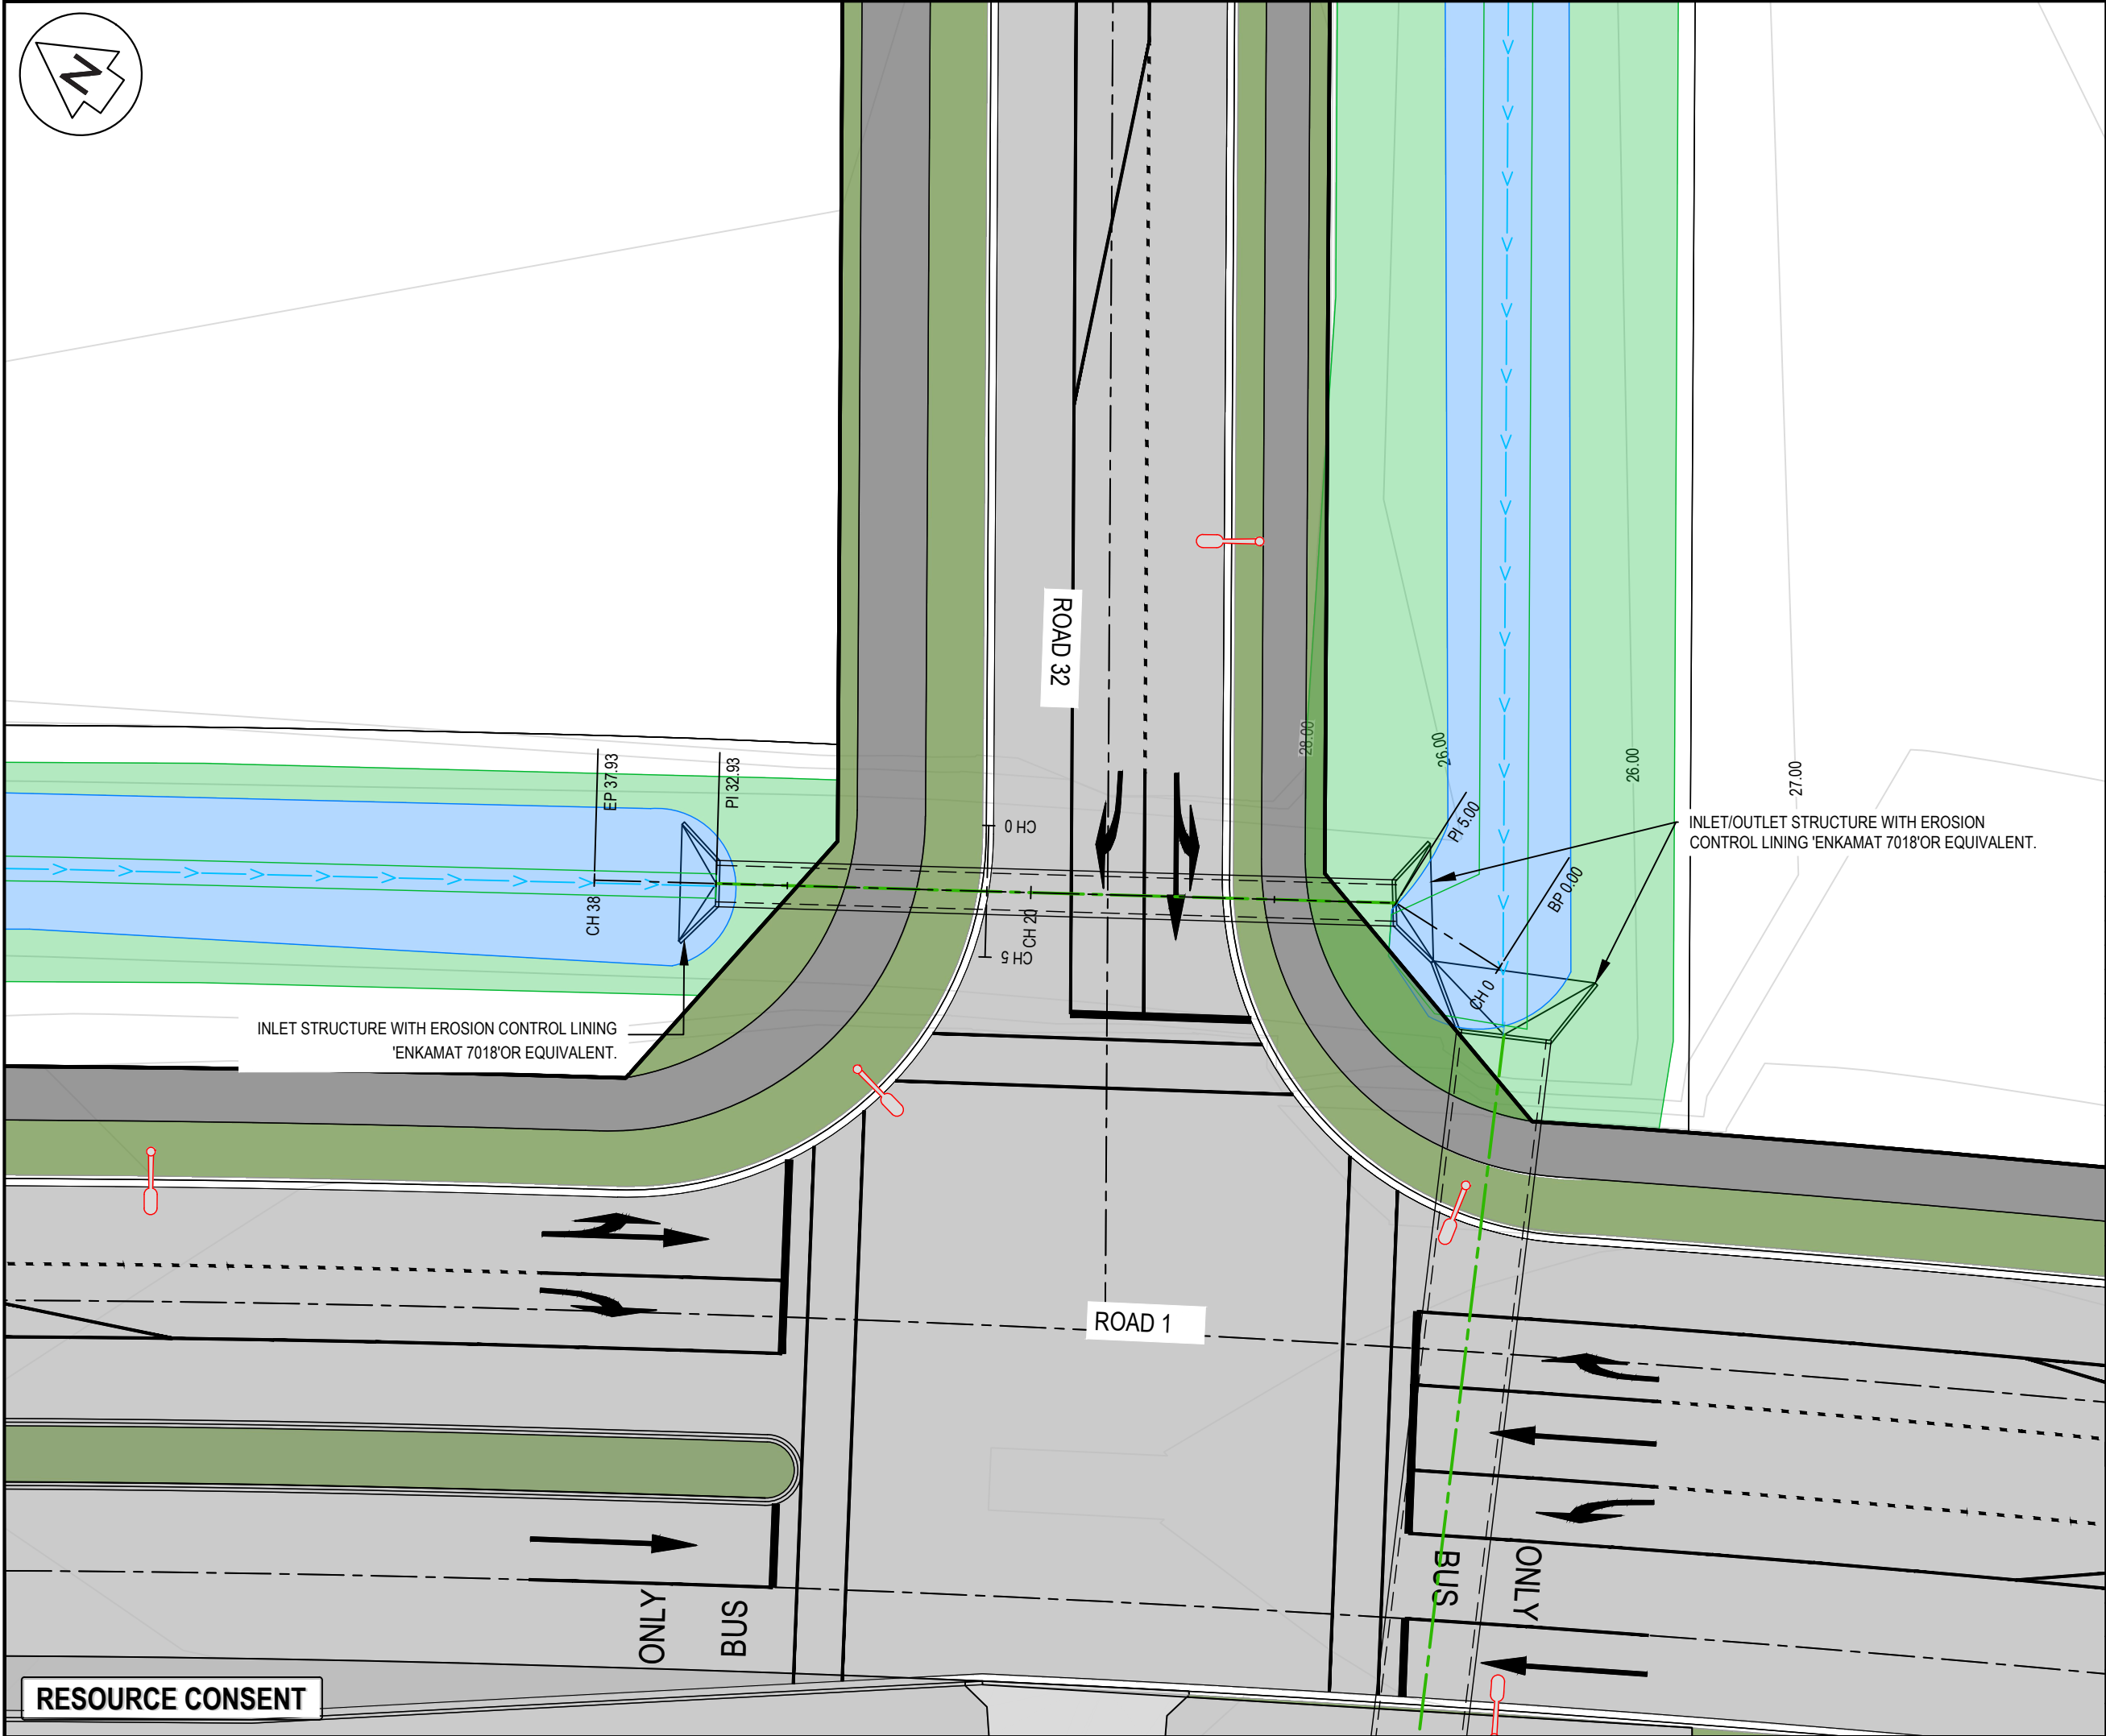 N
ROAD 32
28.00
26.00
26.00
27.00
EP 37.93
PI 32.93
CH 0
PI 5.00
INLET/OUTLET STRUCTURE WITH EROSION
CONTROL LINING 'ENKAMAT 7018'OR EQUIVALENT.
BP 0.00
CH 38
CH 20
CH 5
CH 0
INLET STRUCTURE WITH EROSION CONTROL LINING
'ENKAMAT 7018'OR EQUIVALENT.
ROAD 1
ONLY
BUS
BUS
ONLY
RESOURCE CONSENT